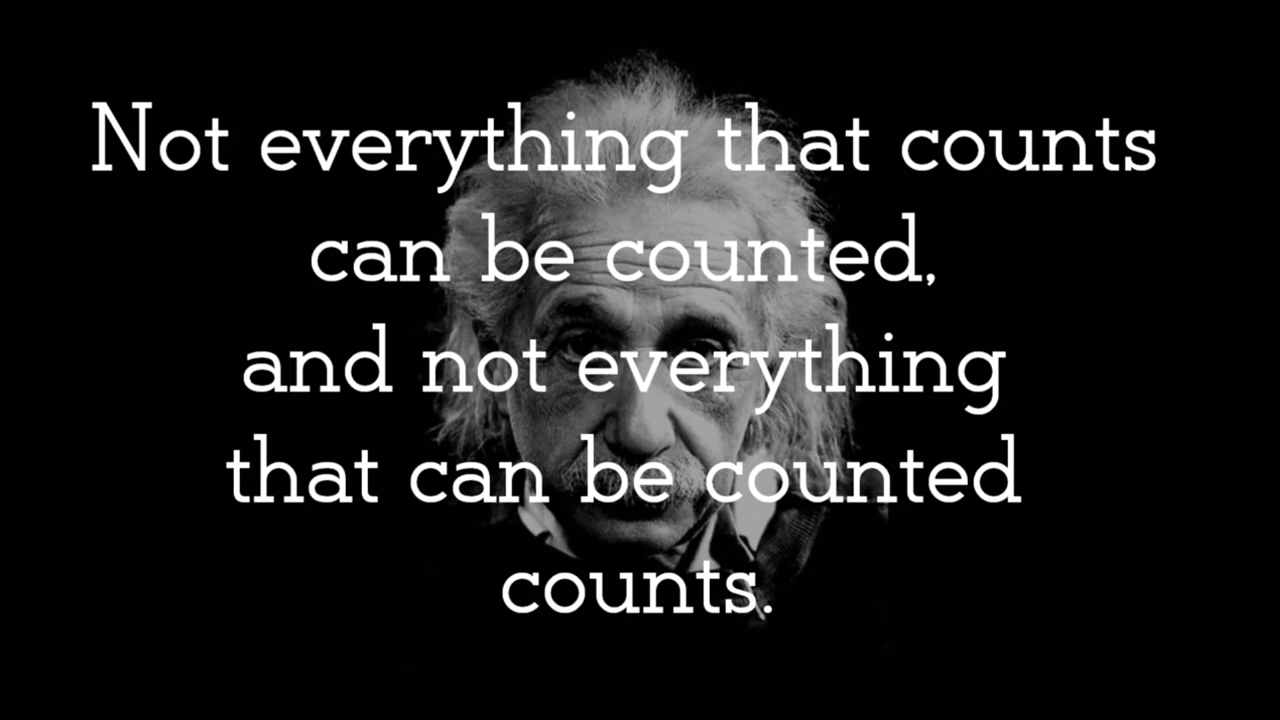 Not everything that counts
can be counted,
and not everything
that can be counted
counts.